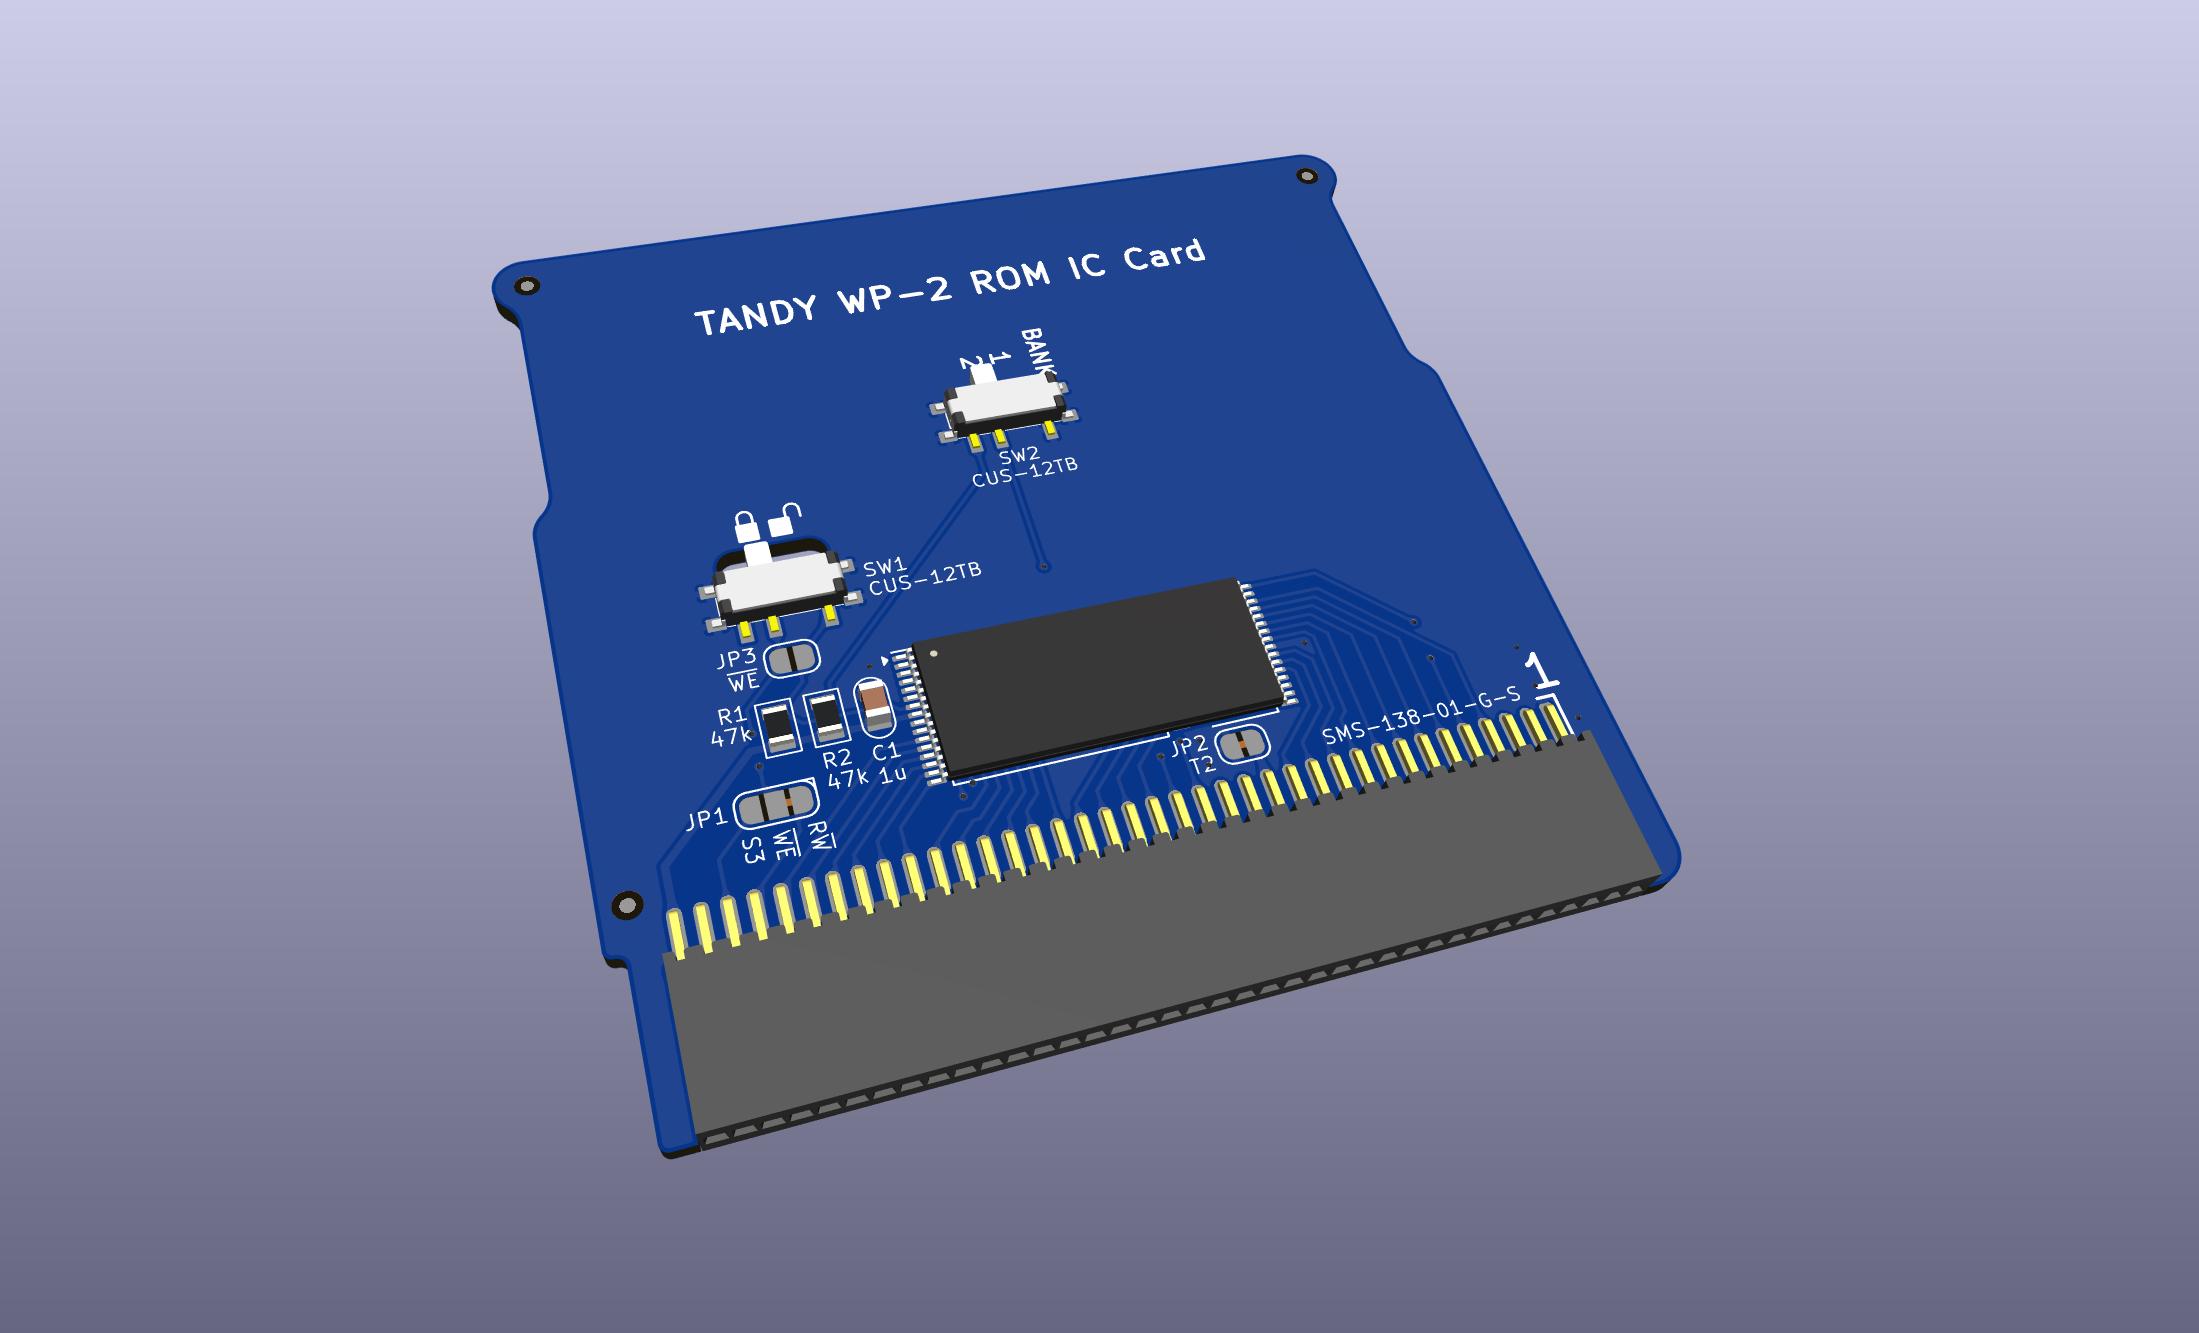 TANDY WP-2 ROM IC Card
BANK
1
2
SW2
CUS-12TB
SW1
CUS-12TB
JP3
WE
R1
47k
R2
47k
C1
1u
JP1
S3
WE
RW
JP2
T2
SMS-138-01-G-S
1